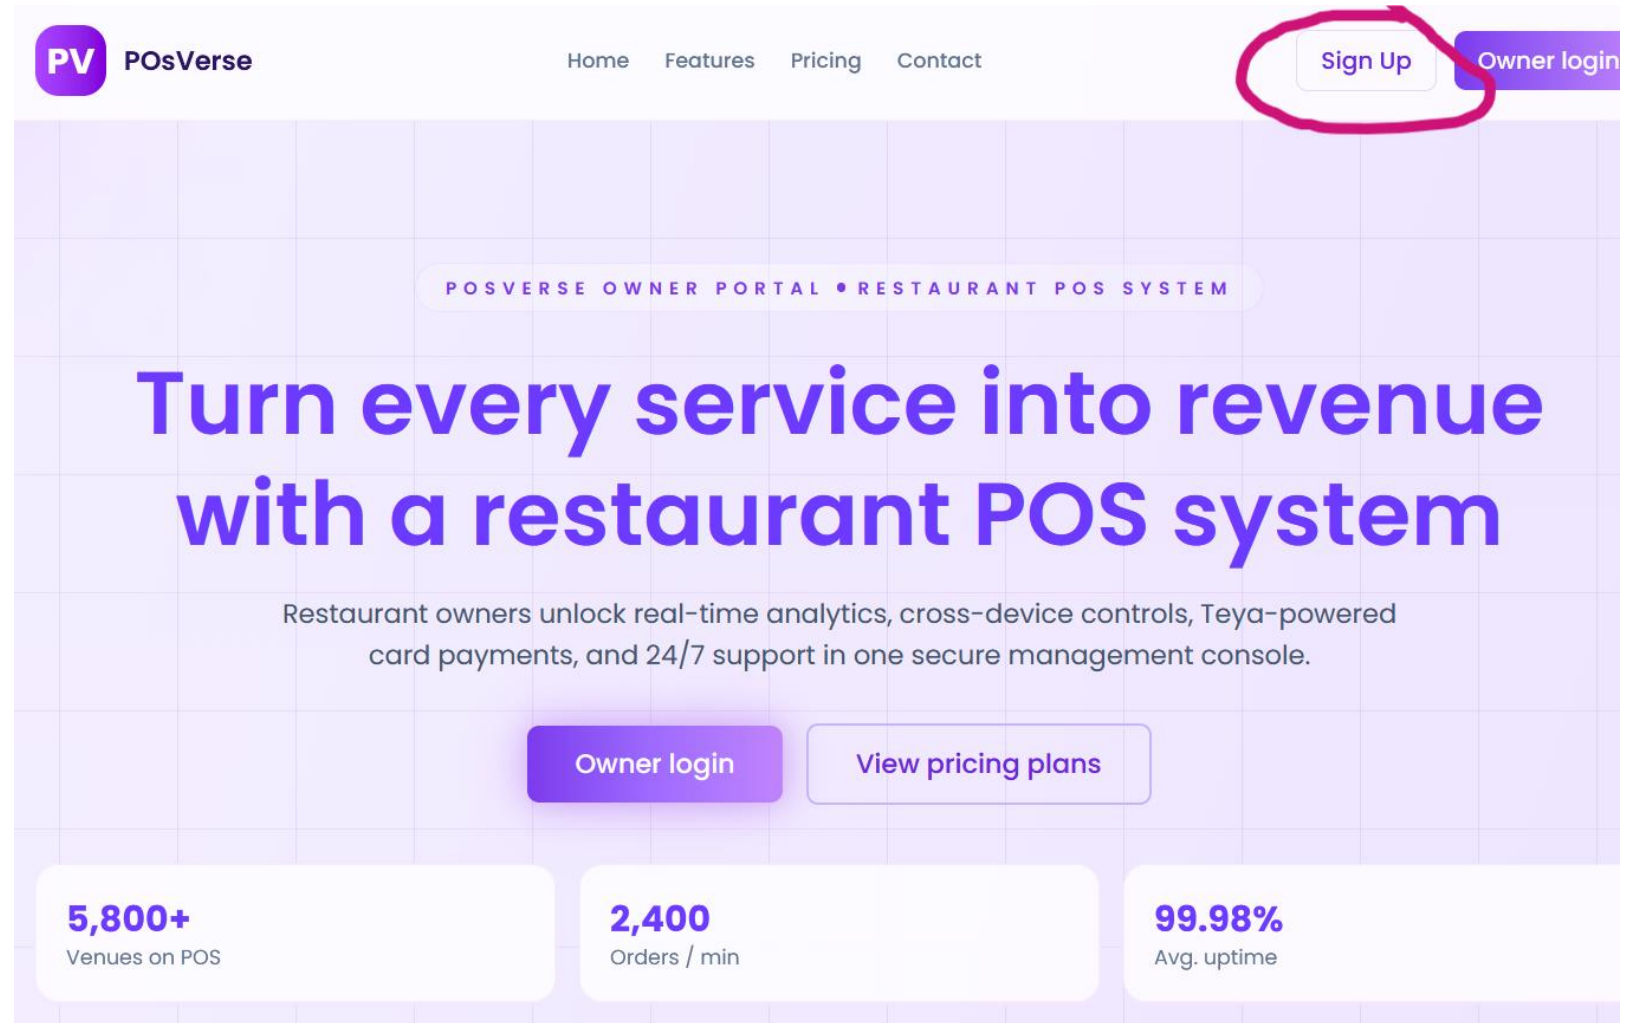 PV POsVerse Home Features Pricing Contact Sign Up Owner login
POSVERSE OWNER PORTAL • RESTAURANT POS SYSTEM
Turn every service into revenue
with a restaurant POS system
Restaurant owners unlock real-time analytics, cross-device controls, Teya-powered
card payments, and 24/7 support in one secure management console.
Owner login View pricing plans
5,800+ 2,400 99.98%
Venues on POS Orders / min Avg. uptime